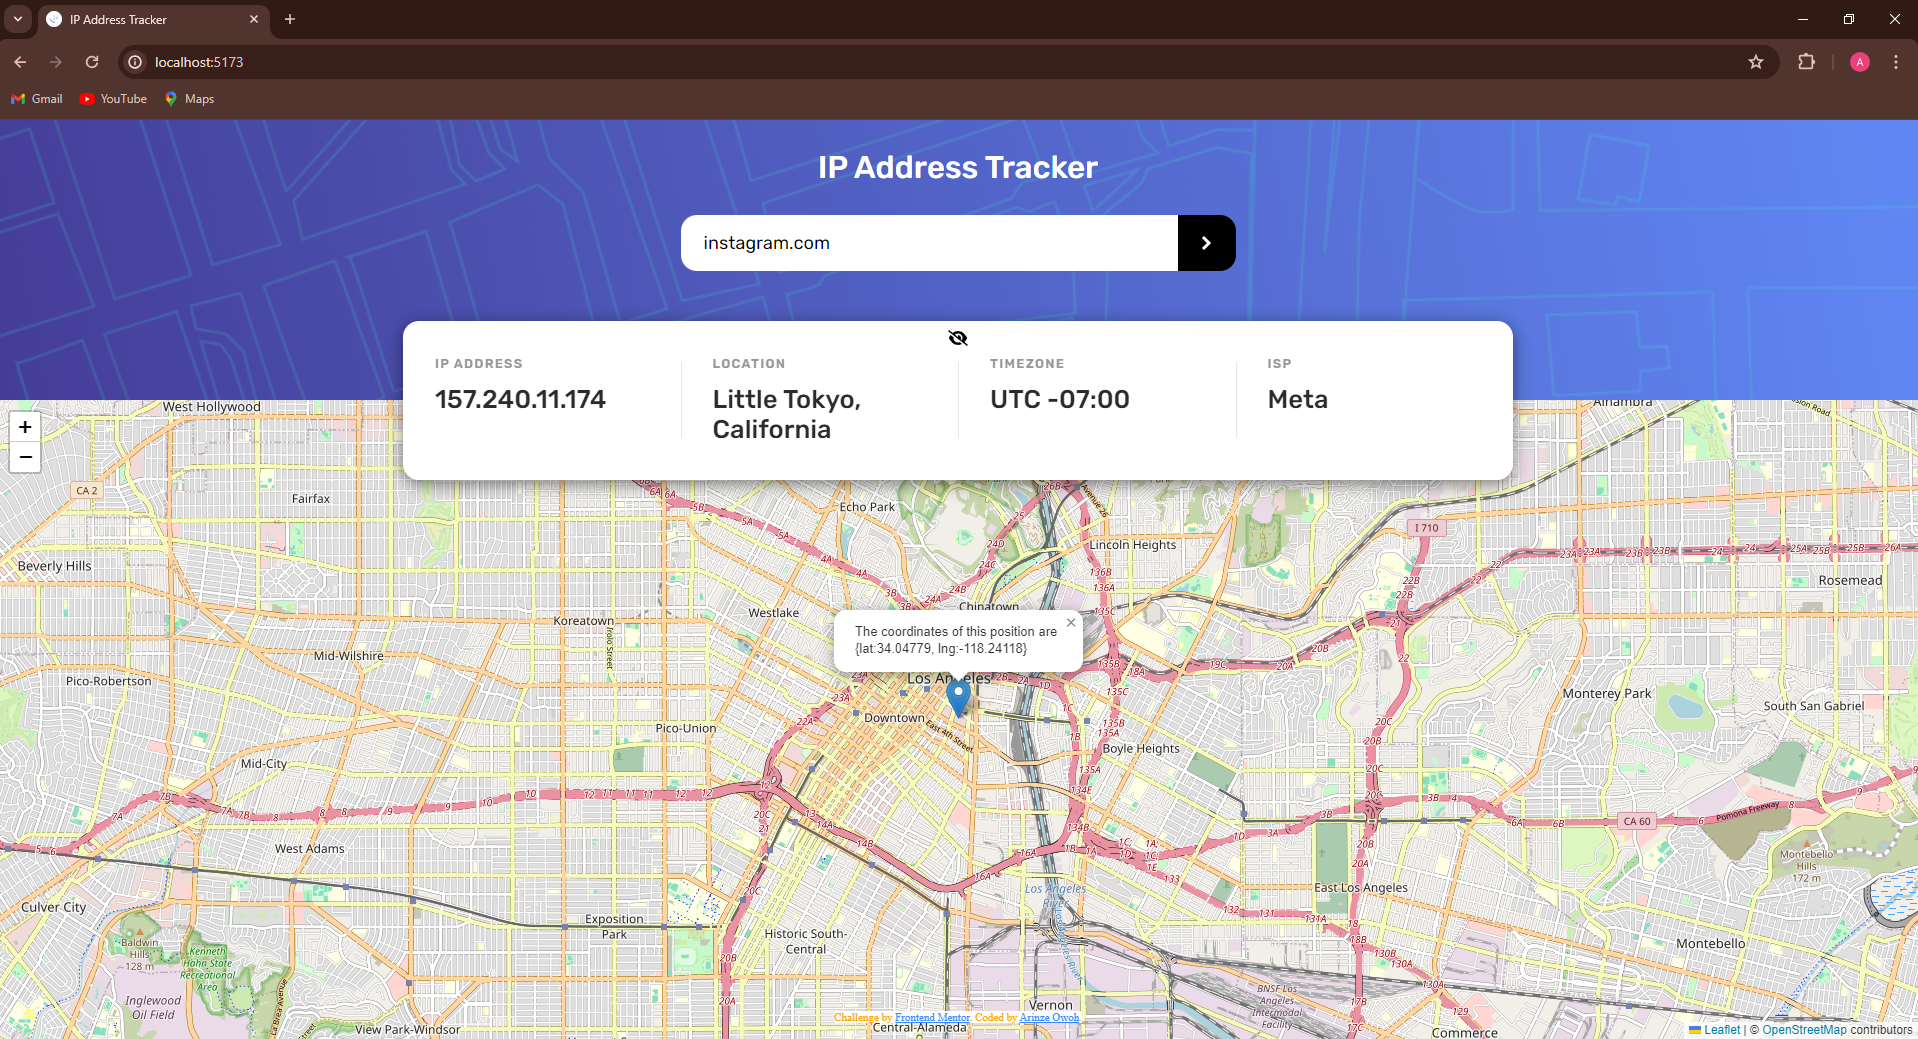 IP Address Tracker
localhost:5173
A
Gmail
YouTube
Maps
IP Address Tracker
instagram.com
IP ADDRESS
157.240.11.174
LOCATION
Little Tokyo,
California
TIMEZONE
UTC -07:00
ISP
Meta
+
−
West Hollywood
Alhambra
CA 2
Fairfax
Echo Park
Lincoln Heights
I 710
Beverly Hills
Rosemead
Westlake
Chinatown
Koreatown
Irolo Street
Mid-Wilshire
The coordinates of this position are
{lat:34.04779, lng:-118.24118}
Pico-Robertson
Los Angeles
Monterey Park
South San Gabriel
Downtown
East 4th Street
Pico-Union
Boyle Heights
Mid-City
Pomona Freeway
CA 60
West Adams
Montebello
Hills
172 m
East Los Angeles
Los Angeles
River
Culver City
Exposition
Park
Historic South-
Central
Baldwin
Hills
128 m
Kenneth
Hahn State
Recreational
Area
Montebello
Inglewood
Oil Field
La Brea Avenue
BNSF Los
Angeles
Intermodal
Facility
Vernon
Challenge by Frontend Mentor. Coded by Arinze Owoh.
View Park-Windsor
Central-Alameda
Commerce
Leaflet | © OpenStreetMap contributors